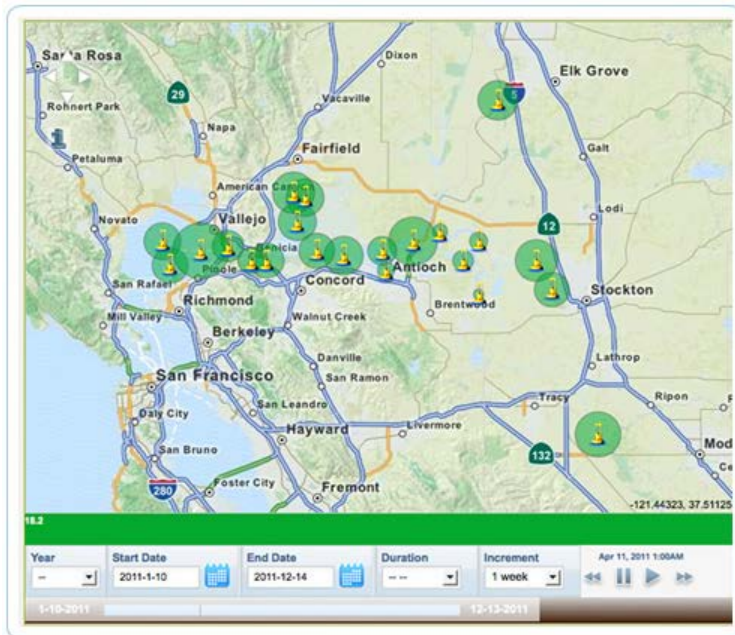 Santa Rosa
Dixon
Elk Grove
29
5
Rohnert Park
Vacaville
Napa
1
Galt
Petaluma
Fairfield
American Canyon
Lodi
Novato
Vallejo
12
Benicia
Antioch
San Rafael
Pinole
Concord
Richmond
Brentwood
Stockton
Mill Valley
Walnut Creek
Berkeley
Danville
Lathrop
San Francisco
San Ramon
Tracy
Ripon
Daly City
San Leandro
Hayward
Livermore
San Bruno
132
Mod
Ce
280
Foster City
Fremont
-121.44323, 37.51125
18.2
Year Start Date End Date Duration Increment Apr 11, 2011 1:00AM
-- 2011-1-10 2011-12-14 -- -- 1 week
1-10-2011 12-13-2011